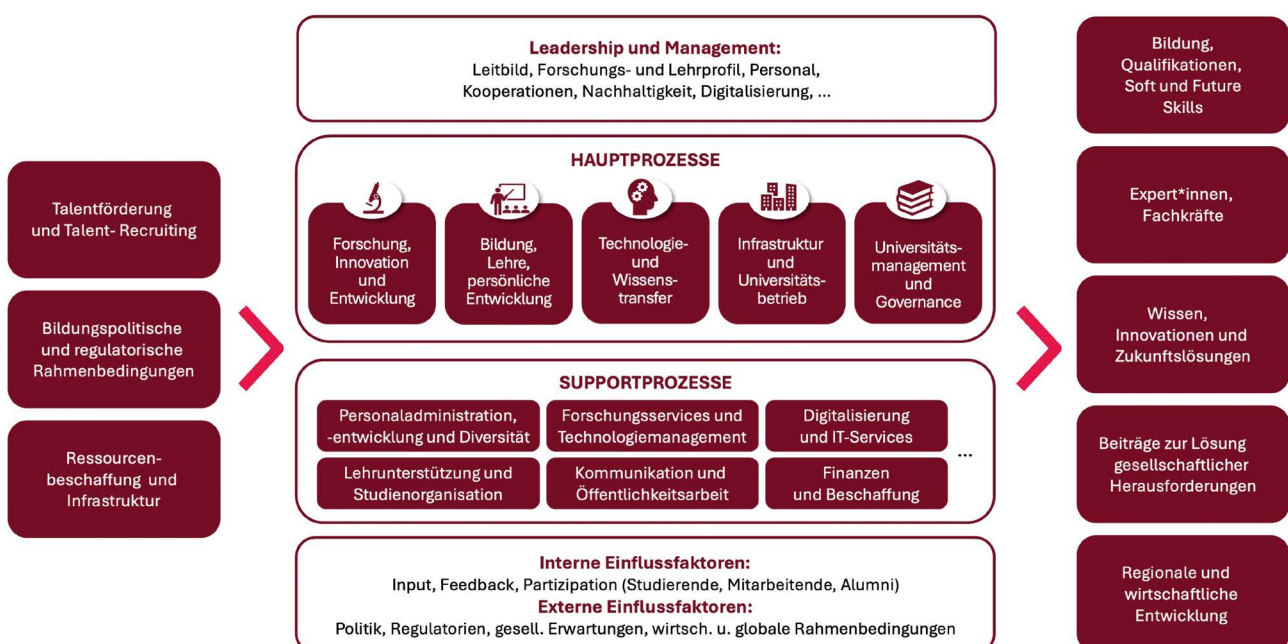 Talentförderung
und Talent- Recruiting
Bildungspolitische
und regulatorische
Rahmenbedingungen
Ressourcen-
beschaffung und
Infrastruktur
Leadership und Management:
Leitbild, Forschungs- und Lehrprofil, Personal,
Kooperationen, Nachhaltigkeit, Digitalisierung, ...
HAUPTPROZESSE
Forschung,
Innovation
und
Entwicklung
Bildung,
Lehre,
persönliche
Entwicklung
Technologie-
und
Wissens-
transfer
Infrastruktur
und
Universitäts-
betrieb
Universitäts-
management
und
Governance
SUPPORTPROZESSE
Personaladministration,
-entwicklung und Diversität
Forschungsservices und
Technologiemanagement
Digitalisierung
und IT-Services
Lehrunterstützung und
Studienorganisation
Kommunikation und
Öffentlichkeitsarbeit
Finanzen
und Beschaffung
...
Interne Einflussfaktoren:
Input, Feedback, Partizipation (Studierende, Mitarbeitende, Alumni)
Externe Einflussfaktoren:
Politik, Regulatorien, gesell. Erwartungen, wirtsch. u. globale Rahmenbedingungen
Bildung,
Qualifikationen,
Soft und Future
Skills
Expert*innen,
Fachkräfte
Wissen,
Innovationen und
Zukunftslösungen
Beiträge zur Lösung
gesellschaftlicher
Herausforderungen
Regionale und
wirtschaftliche
Entwicklung